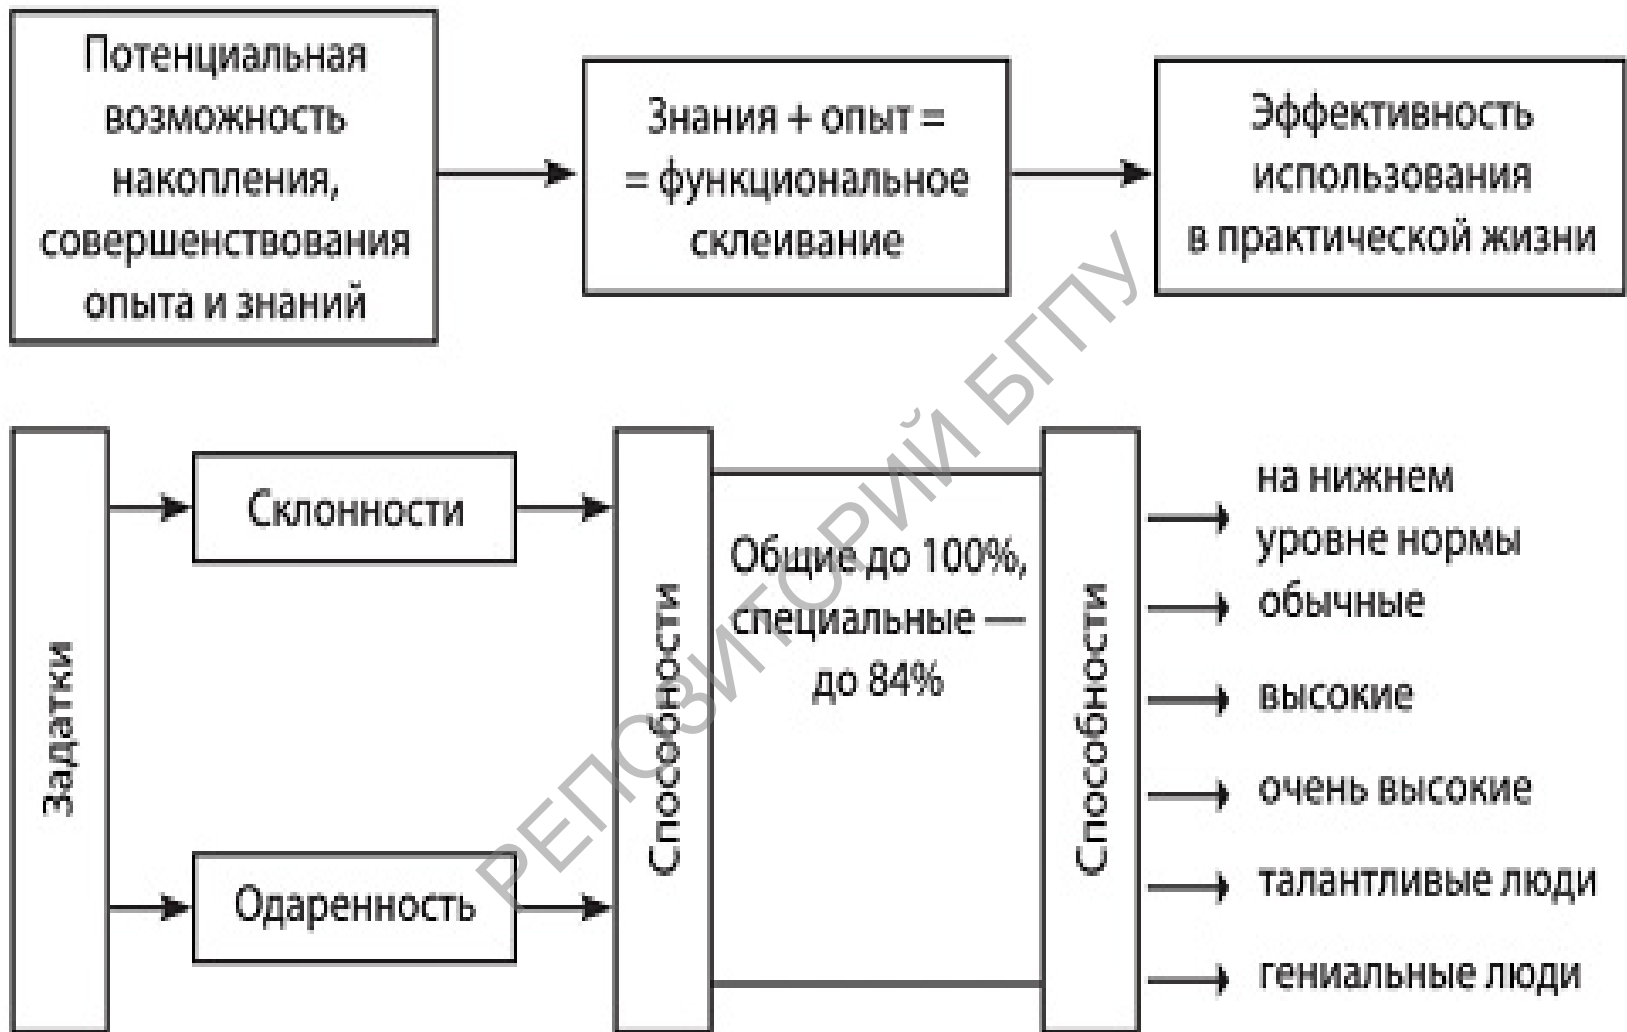 Потенциальная
возможность
накопления,
совершенствования
опыта и знаний
Знания + опыт =
= функциональное
склеивание
Эффективность
использования
в практической жизни
Задатки
Склонности
Одаренность
Способности
Общие до 100%,
специальные —
до 84%
Способности
на нижнем
уровне нормы
обычные
высокие
очень высокие
талантливые люди
гениальные люди
РЕПОЗИТОРИЙ БГПУ